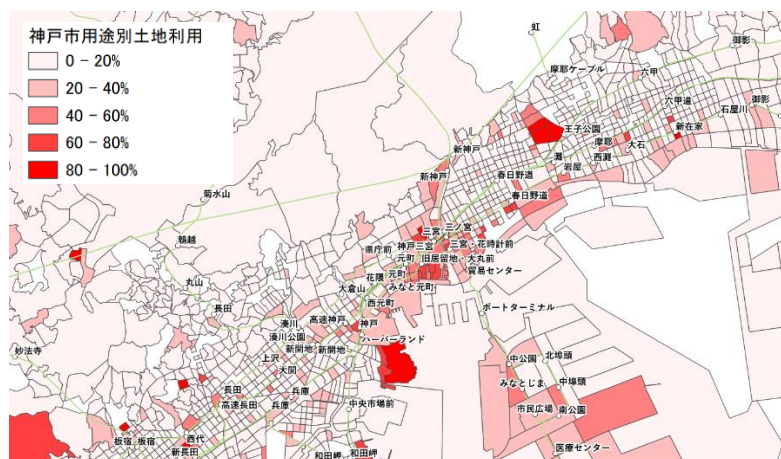 神戸市用途別土地利用
0 - 20%
20 - 40%
40 - 60%
60 - 80%
80 - 100%
虹
御影
摩耶ケーブル
六甲
六甲道
御影
石屋川
新在家
王子公園
摩耶
大石
西灘
灘
岩屋
新神戸
新神戸
春日野道
春日野道
菊水山
鵯越
三宮
三ノ宮
県庁前
神戸三宮
三宮・花時計前
元町
旧居留地・大丸前
花隈
元町
貿易センター
丸山
大倉山
みなと元町
西元町
ポートターミナル
長田
湊川
高速神戸
神戸
湊川公園
ハーバーランド
妙法寺
上沢
新開地
新開地
大開
中公園
北埠頭
長田
兵庫
みなとじま
中埠頭
高速長田
兵庫
中央市場前
市民広場
南公園
板宿
板宿
西代
新長田
和田岬
和田岬
医療センター